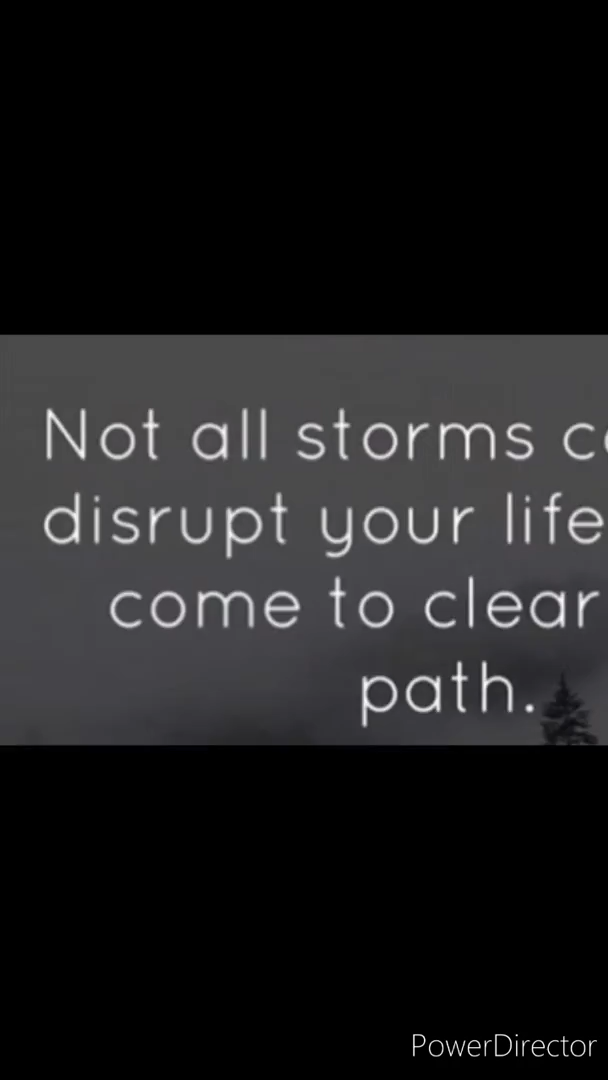 Not all storms c
disrupt your life
come to clear
path.
PowerDirector